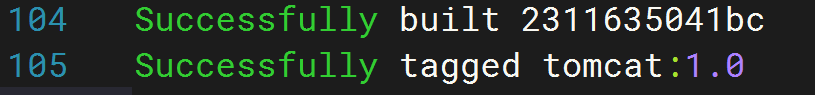 104 Successfully built 2311635041bc
105 Successfully tagged tomcat:1.0